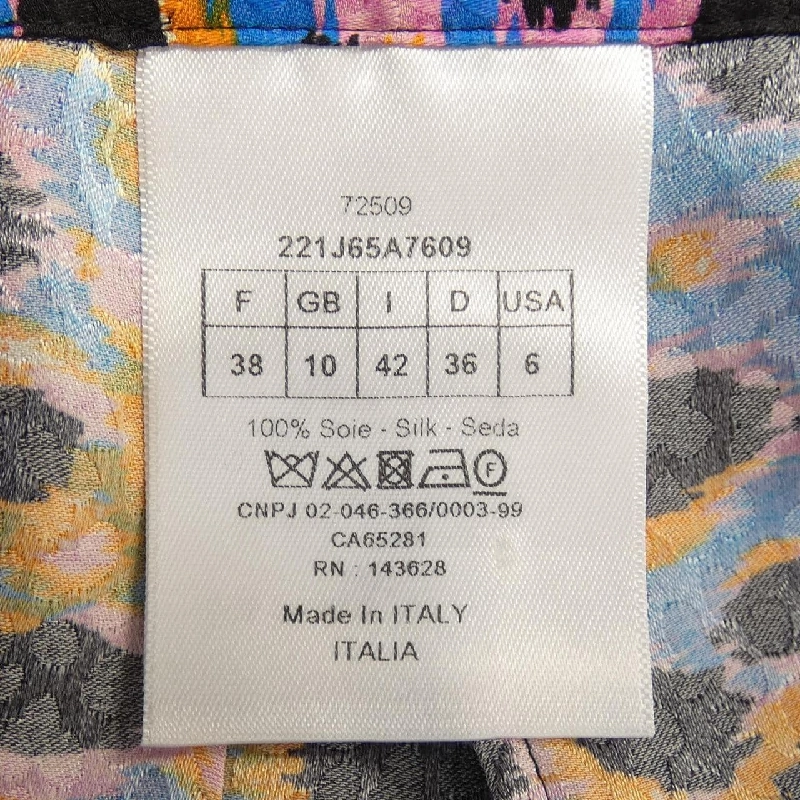 72509
221J65A7609
F GB I D USA
38 10 42 36 6
100% Soie - Silk - Seda
F
CNPJ 02-046-366/0003-99
CA65281
RN : 143628
Made In ITALY
ITALIA